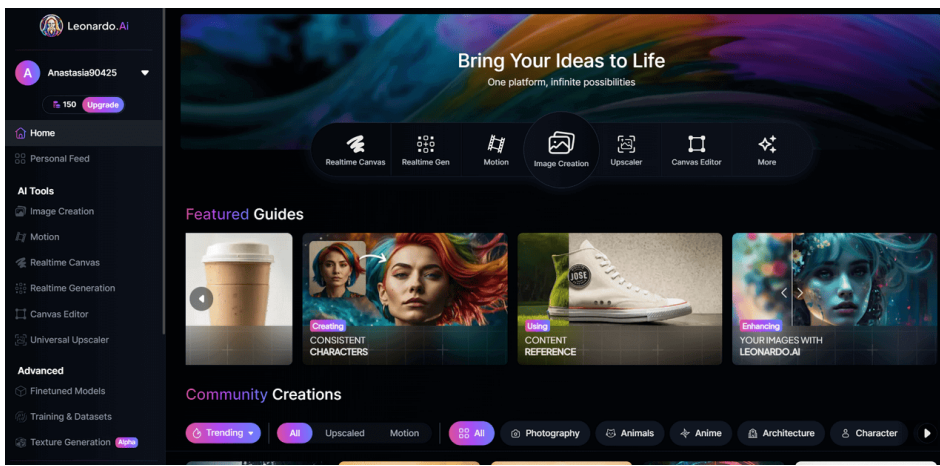 Leonardo.Ai
A
Anastasia90425
150 Upgrade
Home
Personal Feed
AI Tools
Image Creation
Motion
Realtime Canvas
Realtime Generation
Canvas Editor
Universal Upscaler
Advanced
Finetuned Models
Training & Datasets
Texture Generation Alpha
Bring Your Ideas to Life
One platform, infinite possibilities
Realtime Canvas
Realtime Gen
Motion
Image Creation
Upscaler
Canvas Editor
More
Featured Guides
Creating
CONSISTENT
CHARACTERS
JOSE
Using
CONTENT
REFERENCE
Enhancing
YOUR IMAGES WITH
LEONARDO.AI
Community Creations
Trending
All
Upscaled
Motion
All
Photography
Animals
Anime
Architecture
Character